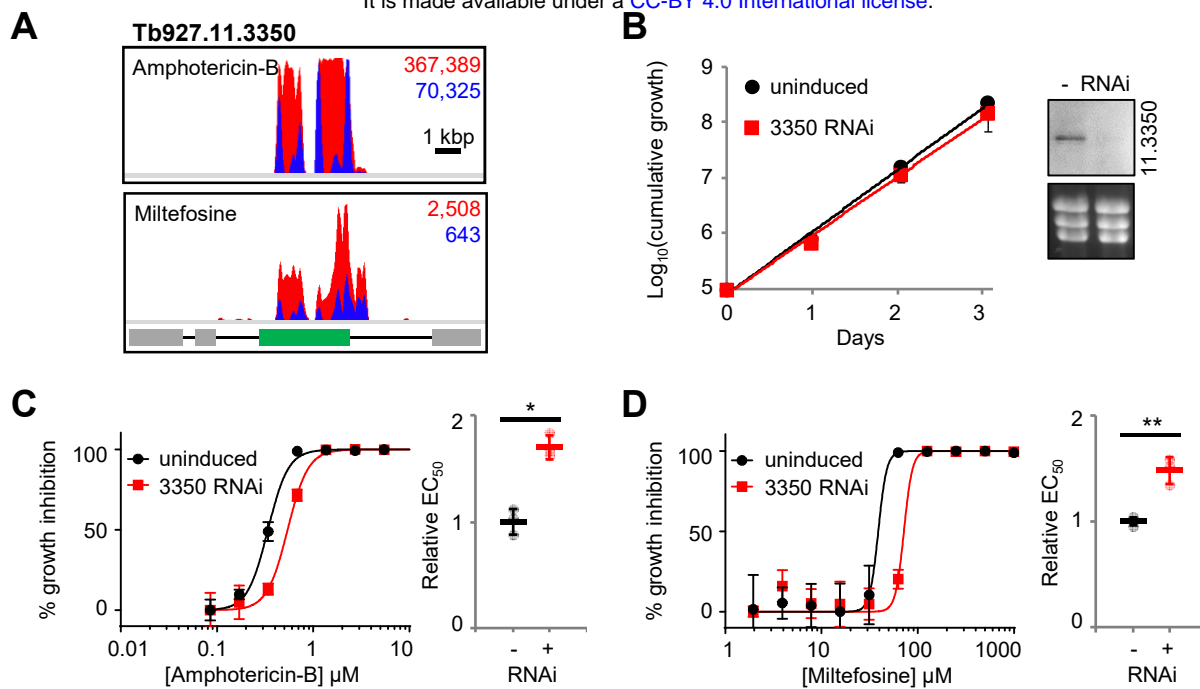 It is made available under a CC-BY 4.0 International license.
A
Tb927.11.3350
Amphotericin-B
367,389
70,325
1 kbp
Miltefosine
2,508
643
B
9
8
7
6
5
Log10(cumulative growth)
uninduced
3350 RNAi
0
1
2
3
Days
- RNAi
11.3350
C
% growth inhibition
100
50
0
uninduced
3350 RNAi
0.01
0.1
1
10
[Amphotericin-B] µM
Relative EC50
2
1
0
*
- +
RNAi
D
% growth inhibition
100
50
0
uninduced
3350 RNAi
1
10
100
1000
[Miltefosine] µM
Relative EC50
2
1
0
**
- +
RNAi